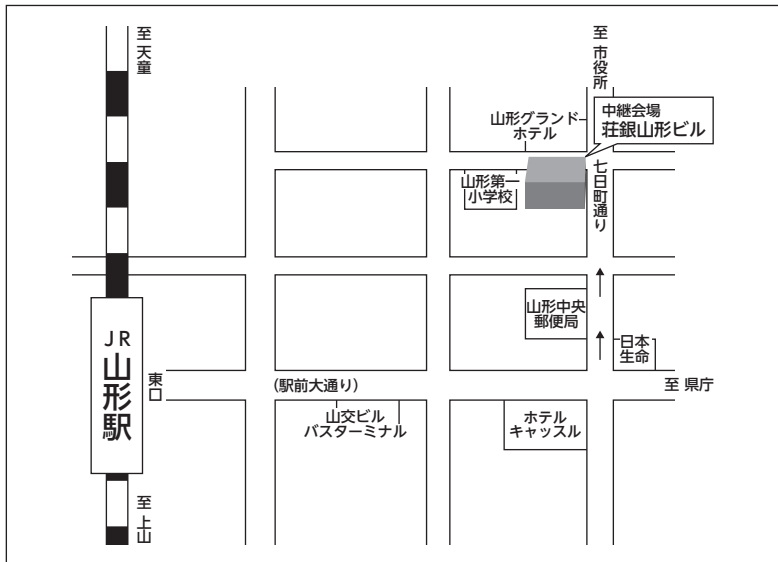 至 天童
至 市役所
中継会場
荘銀山形ビル
山形グランド
ホテル
山形第一
小学校
七日町通り
山形中央
郵便局
日本
生命
JR
山形駅
東口
(駅前大通り)
至 県庁
山交ビル
バスターミナル
ホテル
キャッスル
至 上山